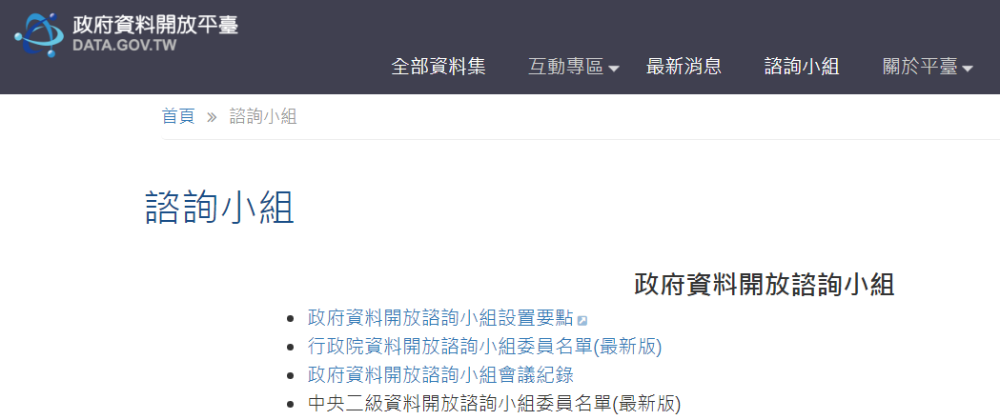 政府資料開放平臺
DATA.GOV.TW
全部資料集 互動專區 最新消息 諮詢小組 關於平臺
首頁 » 諮詢小組
諮詢小組
政府資料開放諮詢小組
政府資料開放諮詢小組設置要點
行政院資料開放諮詢小組委員名單(最新版)
政府資料開放諮詢小組會議紀錄
中央二級資料開放諮詢小組委員名單(最新版)